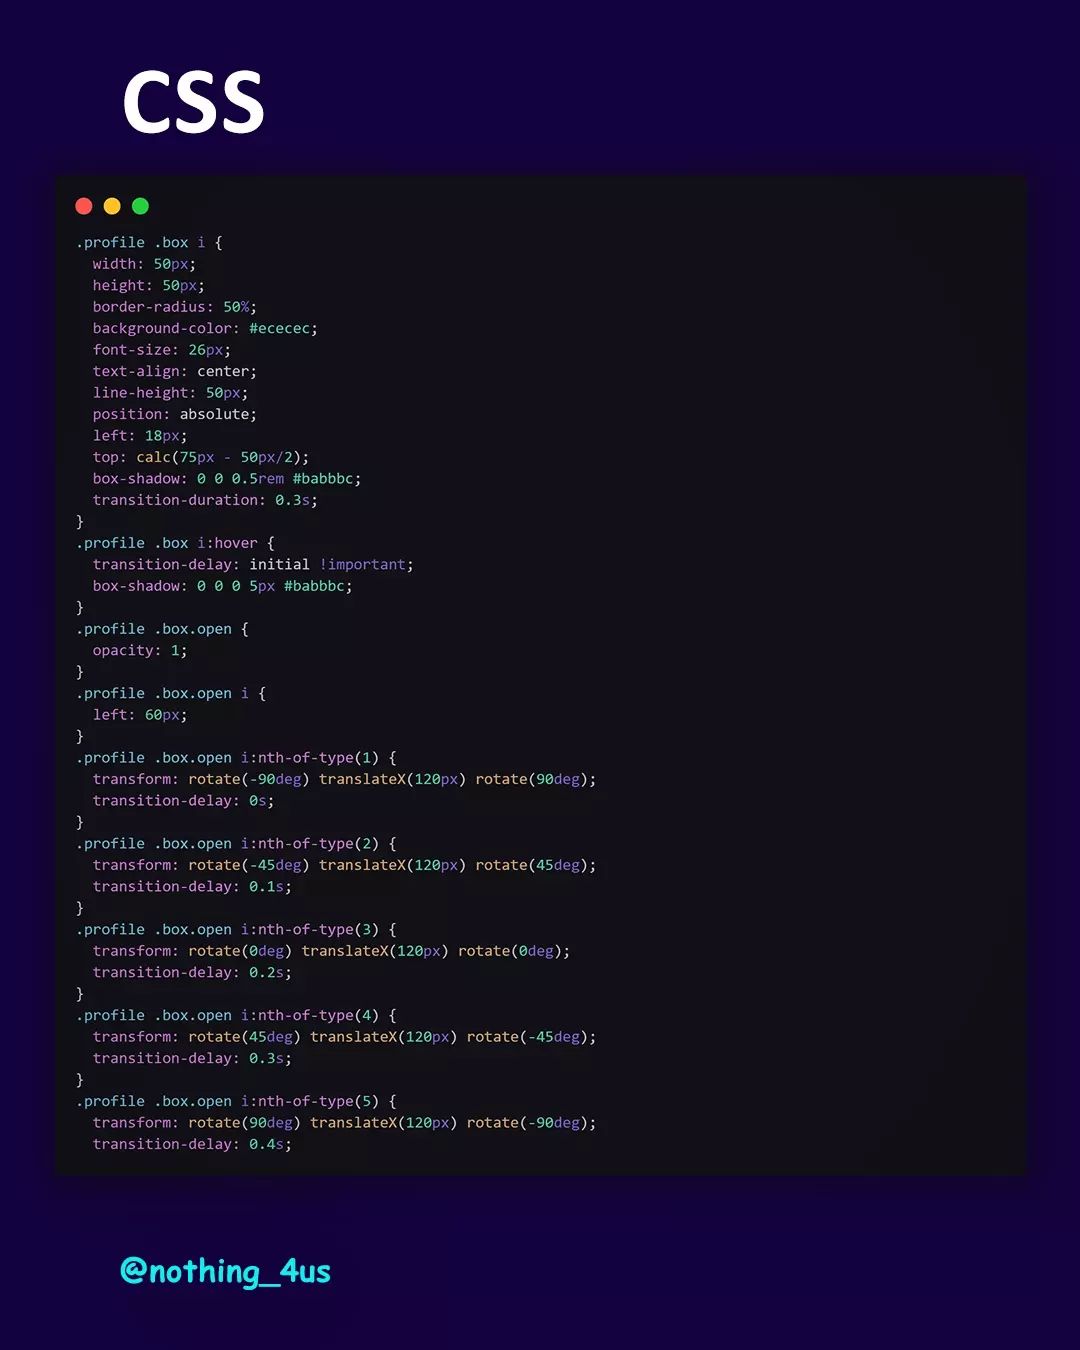 CSS
.profile .box i {
  width: 50px;
  height: 50px;
  border-radius: 50%;
  background-color: #ececec;
  font-size: 26px;
  text-align: center;
  line-height: 50px;
  position: absolute;
  left: 18px;
  top: calc(75px - 50px/2);
  box-shadow: 0 0 0.5rem #babbbc;
  transition-duration: 0.3s;
}
.profile .box i:hover {
  transition-delay: initial !important;
  box-shadow: 0 0 0 5px #babbbc;
}
.profile .box.open {
  opacity: 1;
}
.profile .box.open i {
  left: 60px;
}
.profile .box.open i:nth-of-type(1) {
  transform: rotate(-90deg) translateX(120px) rotate(90deg);
  transition-delay: 0s;
}
.profile .box.open i:nth-of-type(2) {
  transform: rotate(-45deg) translateX(120px) rotate(45deg);
  transition-delay: 0.1s;
}
.profile .box.open i:nth-of-type(3) {
  transform: rotate(0deg) translateX(120px) rotate(0deg);
  transition-delay: 0.2s;
}
.profile .box.open i:nth-of-type(4) {
  transform: rotate(45deg) translateX(120px) rotate(-45deg);
  transition-delay: 0.3s;
}
.profile .box.open i:nth-of-type(5) {
  transform: rotate(90deg) translateX(120px) rotate(-90deg);
  transition-delay: 0.4s;
@nothing_4us